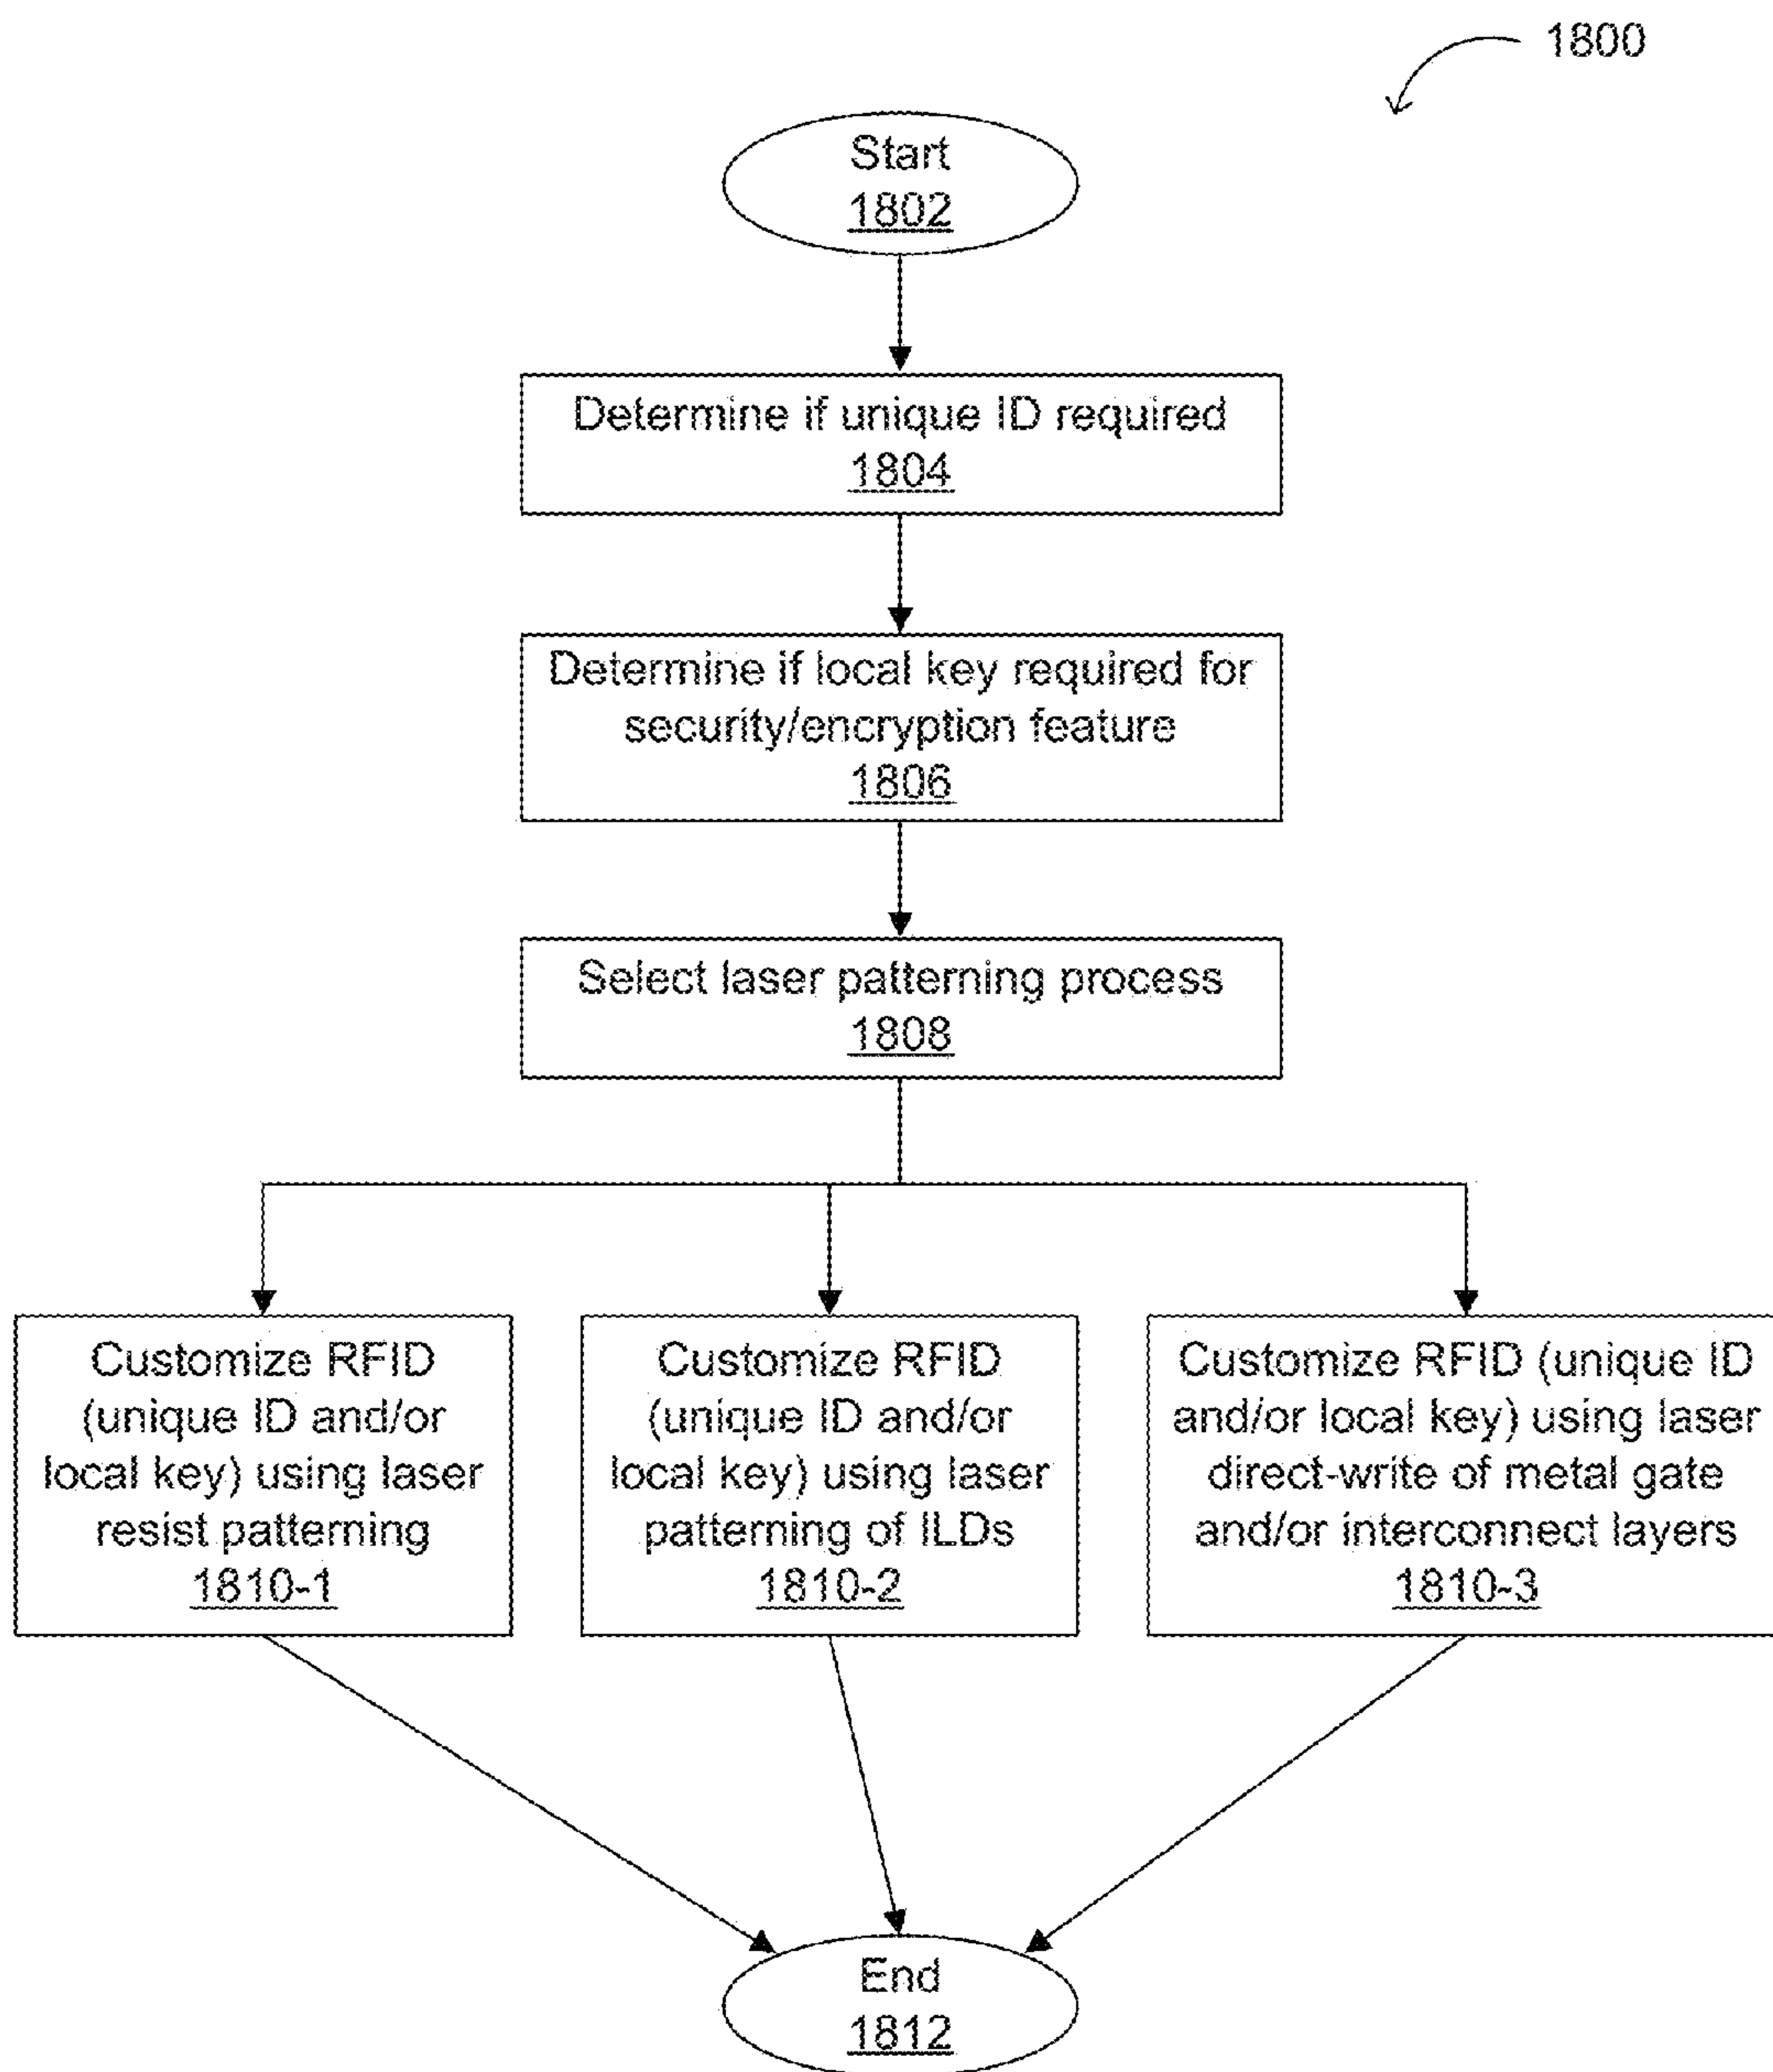 1800
Start
1802
Determine if unique ID required
1804
Determine if local key required for
security/encryption feature
1806
Select laser patterning process
1808
Customize RFID
(unique ID and/or
local key) using laser
resist patterning
1810-1
Customize RFID
(unique ID and/or
local key) using laser
patterning of ILDs
1810-2
Customize RFID (unique ID
and/or local key) using laser
direct-write of metal gate
and/or interconnect layers
1810-3
End
1812